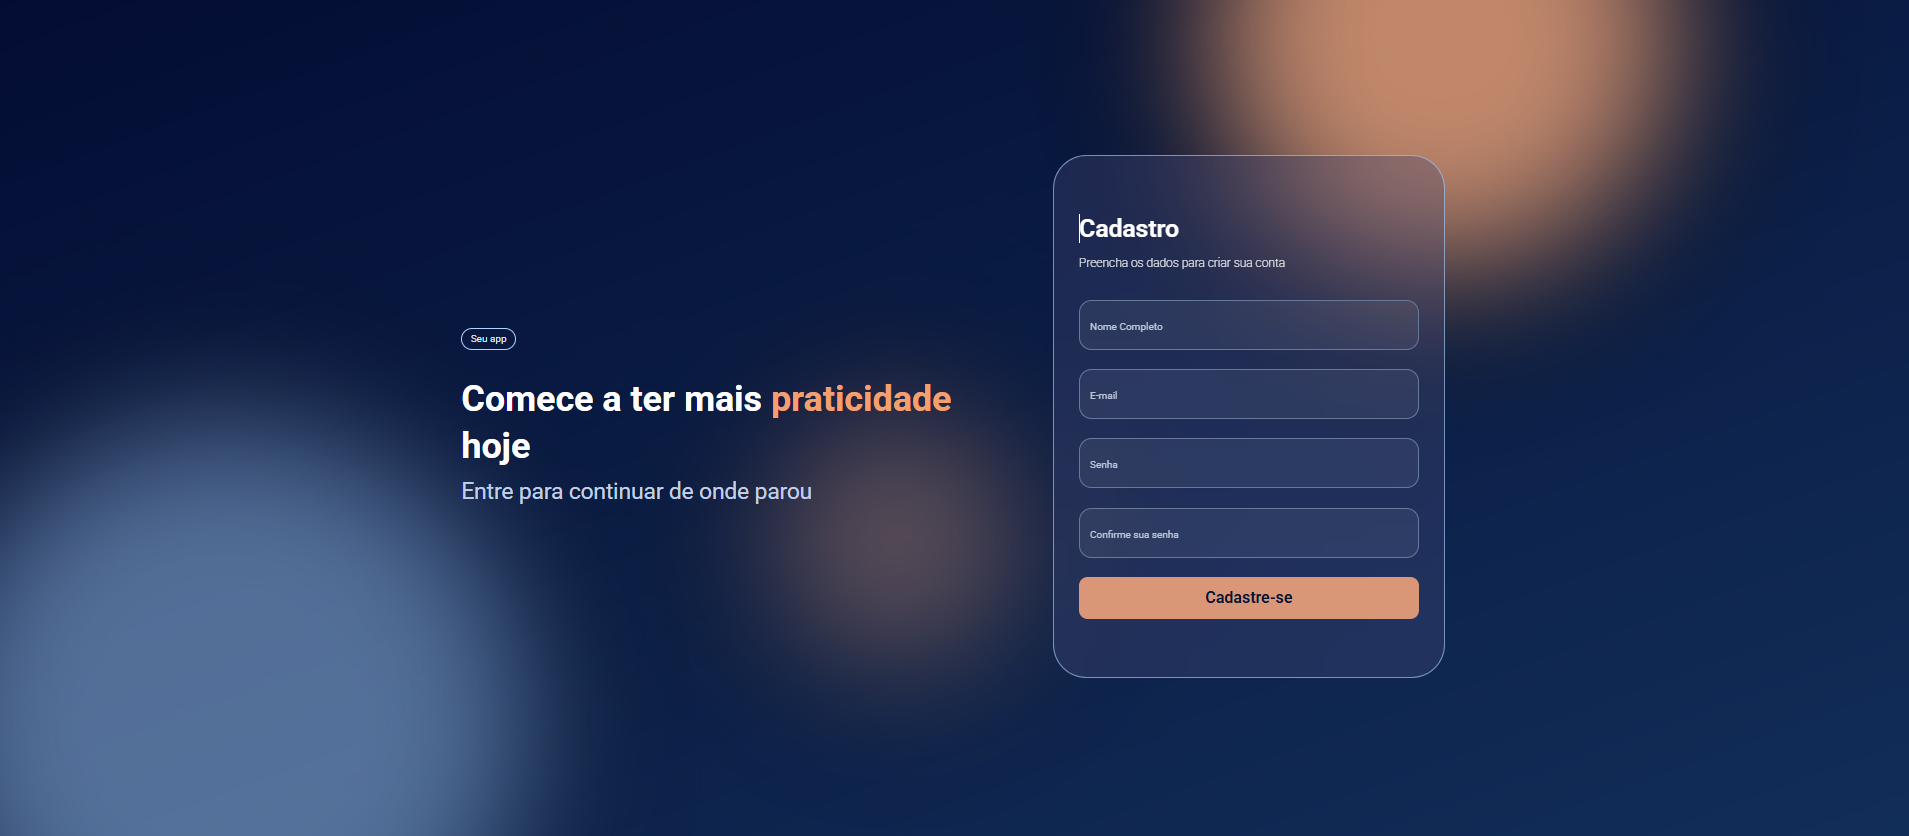 Seu app
Comece a ter mais praticidade
hoje
Entre para continuar de onde parou
Cadastro
Preencha os dados para criar sua conta
Nome Completo
E-mail
Senha
Confirme sua senha
Cadastre-se